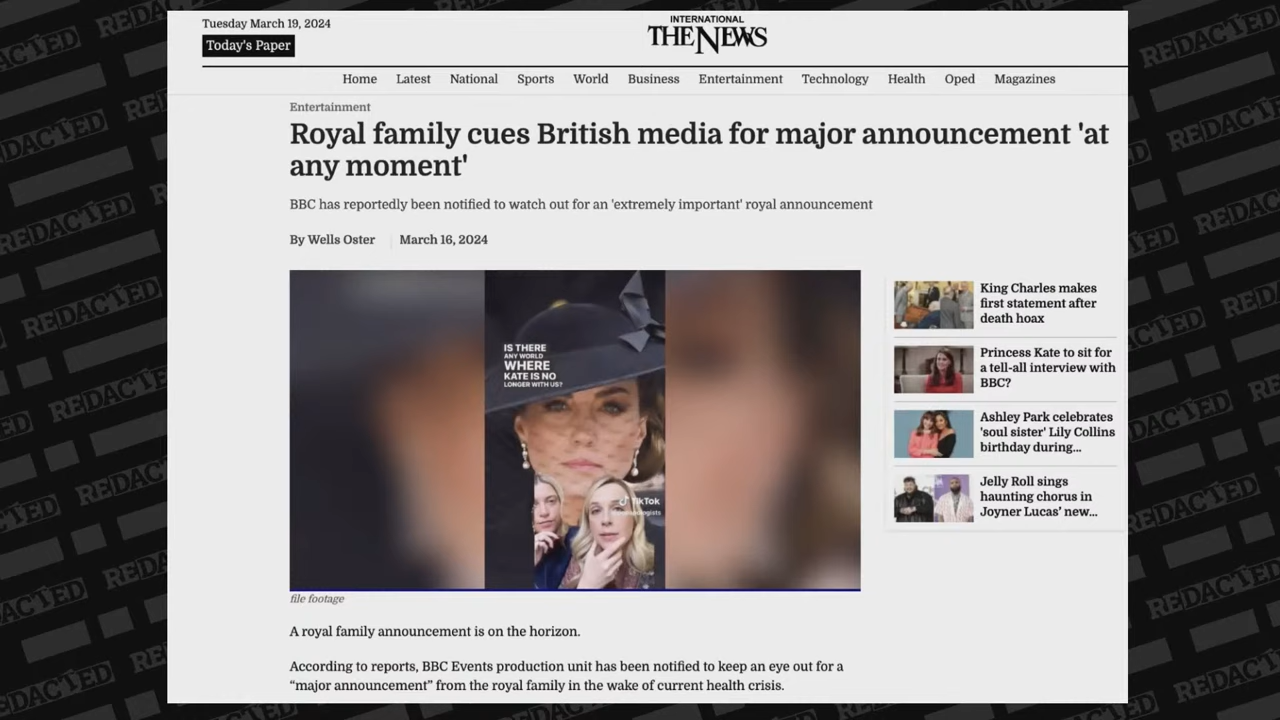 Tuesday March 19, 2024
Today's Paper
INTERNATIONAL
THE NEWS
Home Latest National Sports World Business Entertainment Technology Health Oped Magazines
Entertainment
Royal family cues British media for major announcement 'at
any moment'
BBC has reportedly been notified to watch out for an 'extremely important' royal announcement
By Wells Oster | March 16, 2024
IS THERE
ANY WORLD
WHERE
KATE IS NO
LONGER WITH US?
TikTok
file footage
King Charles makes
first statement after
death hoax
Princess Kate to sit for
a tell-all interview with
BBC?
Ashley Park celebrates
'soul sister' Lily Collins
birthday during...
Jelly Roll sings
haunting chorus in
Joyner Lucas’ new...
A royal family announcement is on the horizon.
According to reports, BBC Events production unit has been notified to keep an eye out for a
“major announcement” from the royal family in the wake of current health crisis.
REDACTED